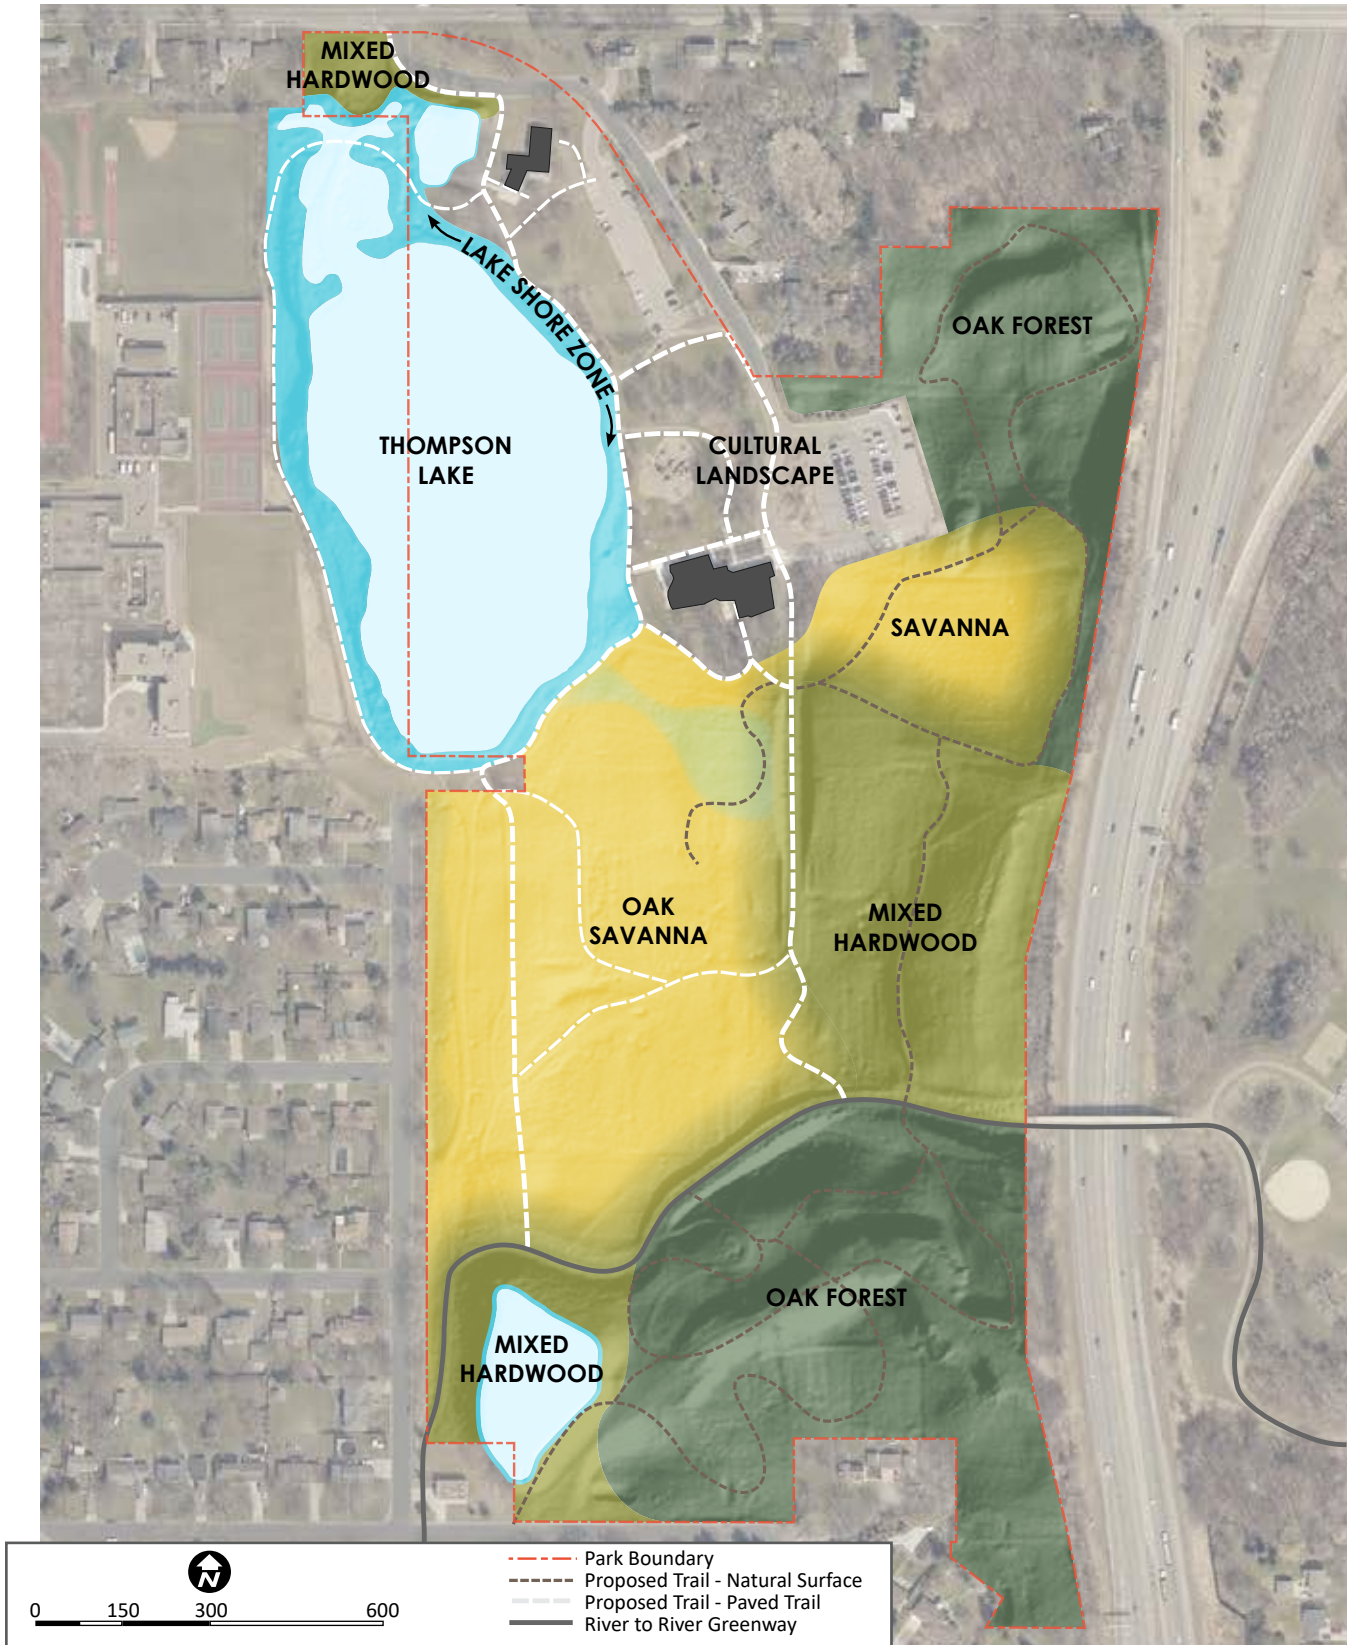 MIXED
HARDWOOD
OAK FOREST
LAKE SHORE ZONE
THOMPSON
LAKE
CULTURAL
LANDSCAPE
SAVANNA
OAK
SAVANNA
MIXED
HARDWOOD
OAK FOREST
MIXED
HARDWOOD
N
0 150 300 600
Park Boundary
Proposed Trail - Natural Surface
Proposed Trail - Paved Trail
River to River Greenway